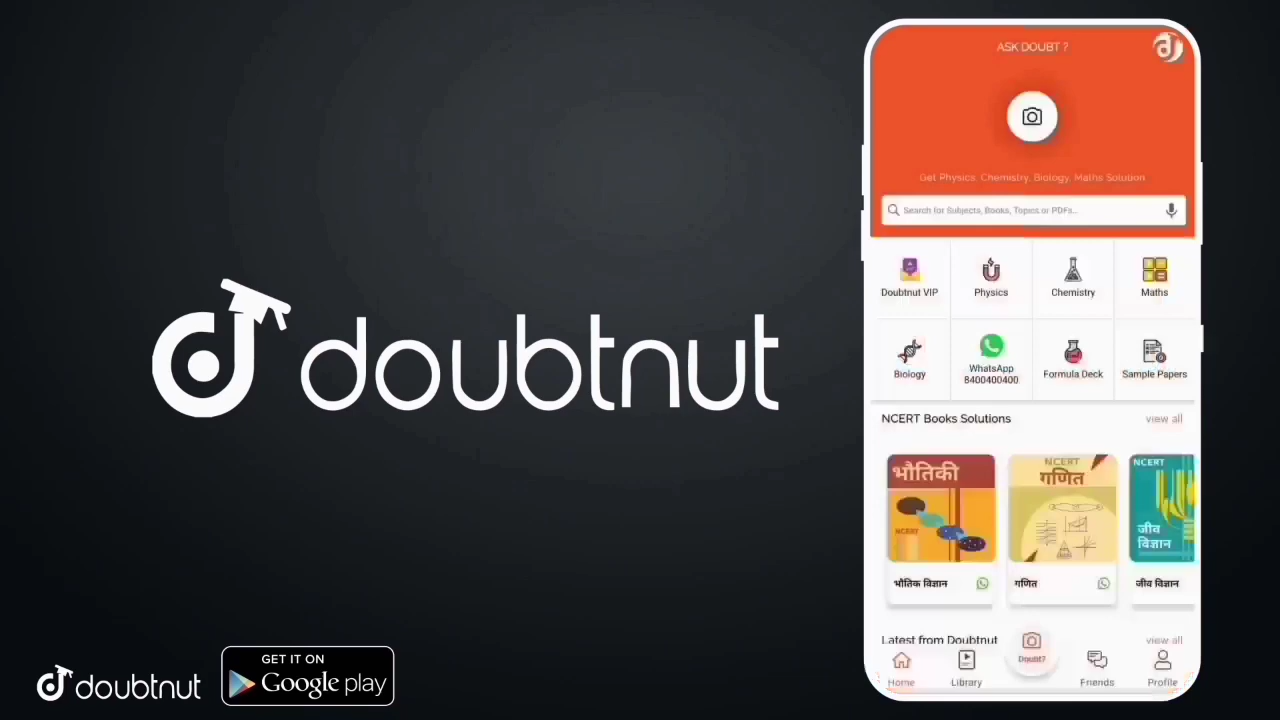 doubtnut
doubtnut
GET IT ON
Google play
ASK DOUBT ?
Get Physics, Chemistry, Biology, Maths Solution
Search for Subjects, Books, Topics or PDFs...
Doubtnut VIP
Physics
Chemistry
Maths
Biology
WhatsApp
8400400400
Formula Deck
Sample Papers
NCERT Books Solutions
view all
भौतिकी
NCERT
भौतिक विज्ञान
NCERT
गणित
गणित
NCERT
जीव
विज्ञान
जीव विज्ञान
Latest from Doubtnut
view all
Home
Library
Doubt?
Friends
Profile